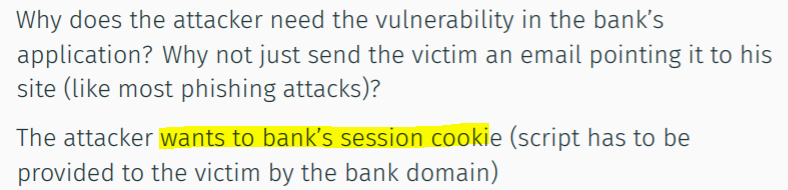 Why does the attacker need the vulnerability in the bank’s
application? Why not just send the victim an email pointing it to his
site (like most phishing attacks)?
The attacker wants to bank’s session cookie (script has to be
provided to the victim by the bank domain)